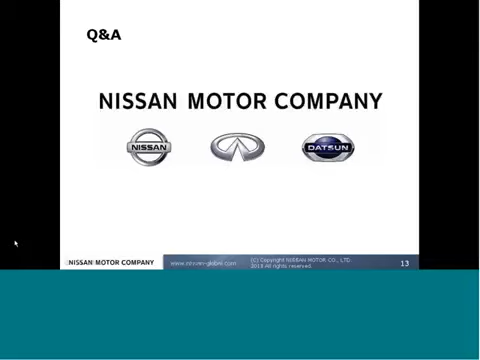 Q&A
NISSAN MOTOR COMPANY
NISSAN
DATSUN
NISSAN MOTOR COMPANY
www.nissan-global.com
(C) Copyright NISSAN MOTOR CO., LTD.
2013 All rights reserved.
13